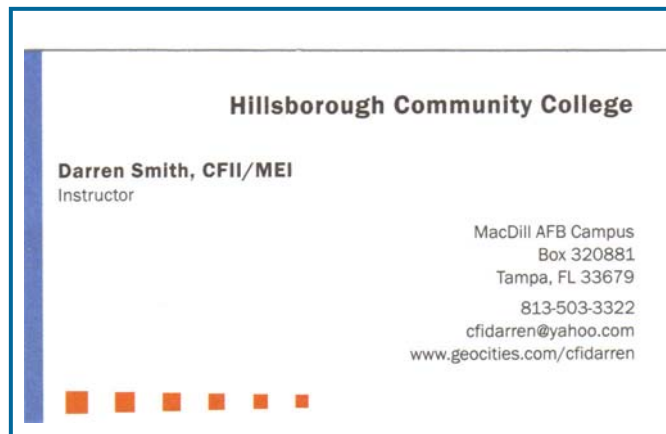 Hillsborough Community College
Darren Smith, CFII/MEI
Instructor
MacDill AFB Campus
Box 320881
Tampa, FL 33679
813-503-3322
cfidarren@yahoo.com
www.geocities.com/cfidarren